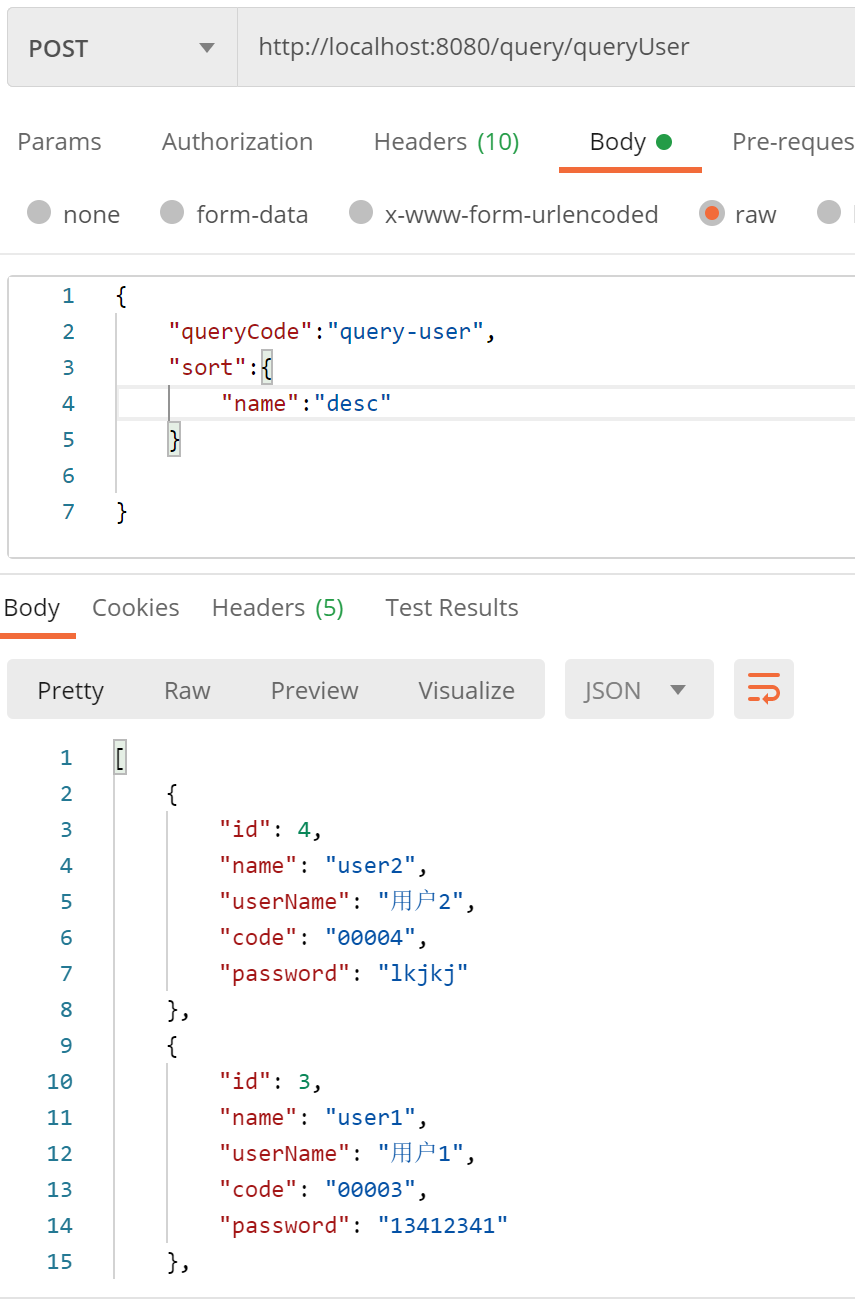 POST http://localhost:8080/query/queryUser
Params Authorization Headers (10) Body Pre-reques
none form-data x-www-form-urlencoded raw
1 {
2 "queryCode":"query-user",
3 "sort":{
4 "name":"desc"
5 }
6
7 }
Body Cookies Headers (5) Test Results
Pretty Raw Preview Visualize JSON
1 [
2 {
3 "id": 4,
4 "name": "user2",
5 "userName": "用户2",
6 "code": "00004",
7 "password": "lkjkj"
8 },
9 {
10 "id": 3,
11 "name": "user1",
12 "userName": "用户1",
13 "code": "00003",
14 "password": "13412341"
15 },